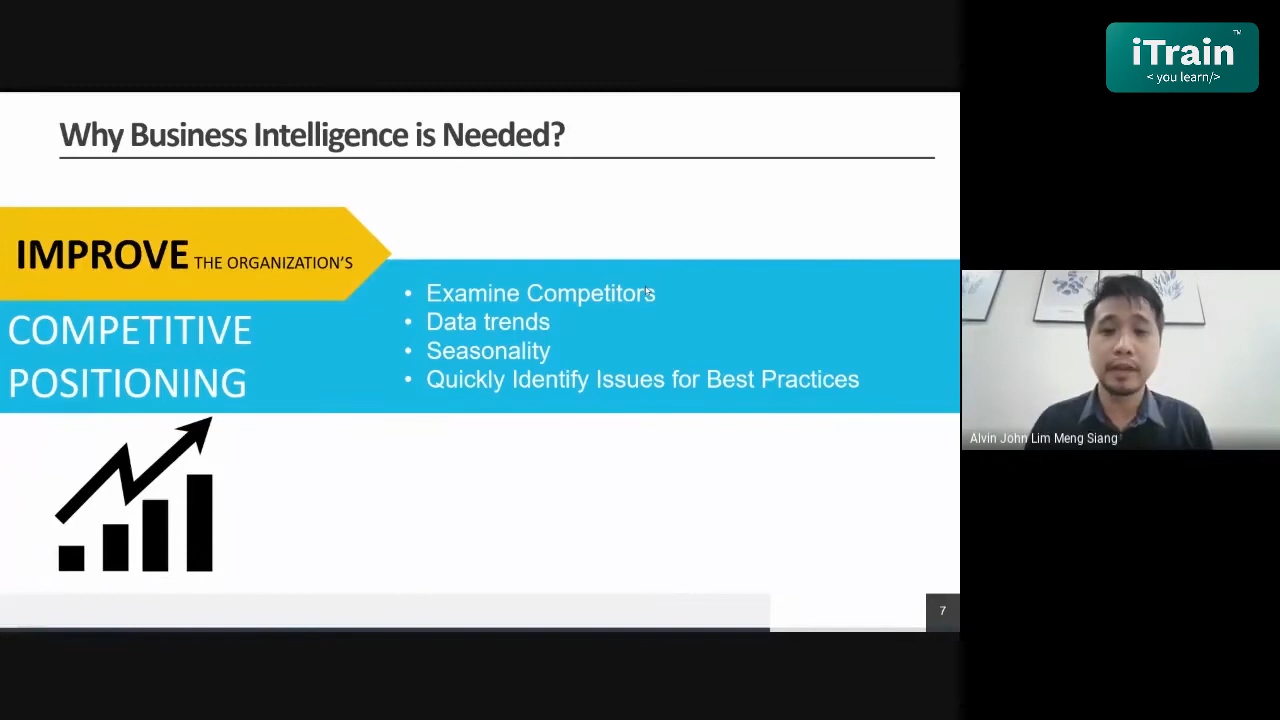 iTrain™
< you learn/>
Why Business Intelligence is Needed?
IMPROVE THE ORGANIZATION'S
COMPETITIVE
POSITIONING
• Examine Competitors
• Data trends
• Seasonality
• Quickly Identify Issues for Best Practices
Alvin John Lim Meng Siang
7